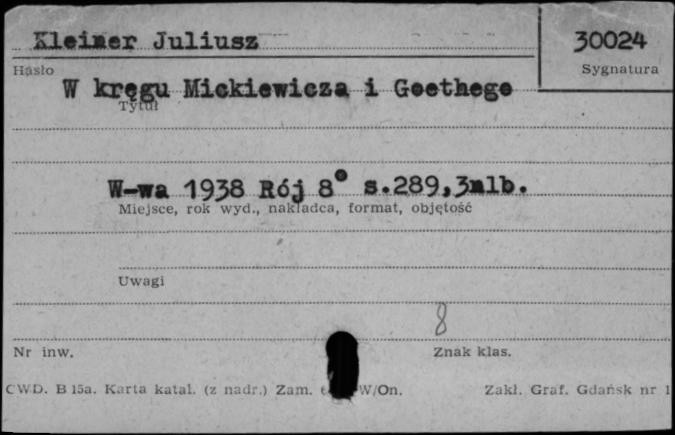 Kleiner Juliusz 30024
Hasło Sygnatura
W kręgu Mickiewicza i Goethego
Tytuł
W-wa 1938 Rój 8° s.289,3nlb.
Miejsce, rok wyd., nakładca, format, objętość
Uwagi
8
Nr inw. Znak klas.
CWD. B 15a. Karta katal. (z nadr.) Zam. W/On. Zakł. Graf. Gdańsk nr 1